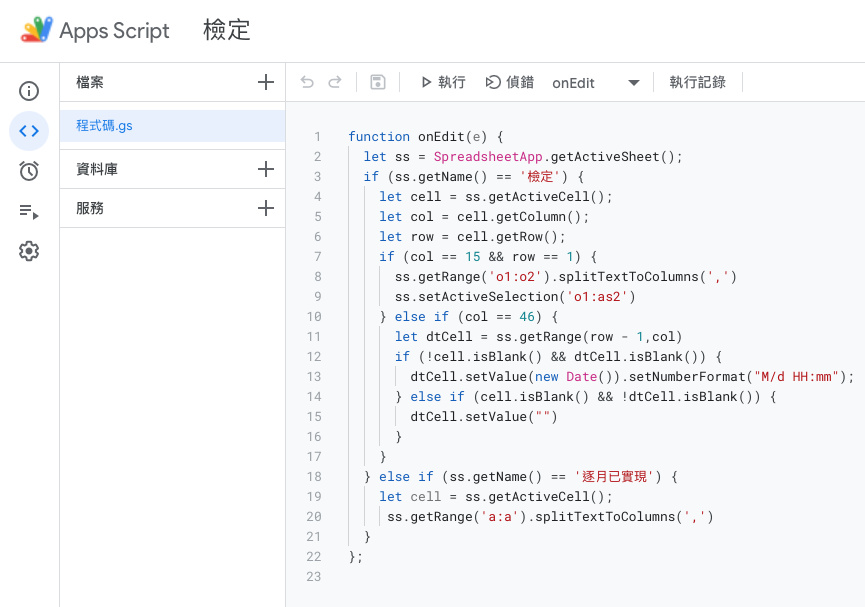 Apps Script 檢定
檔案
執行 偵錯 onEdit 執行記錄
程式碼.gs
資料庫
服務
1 function onEdit(e) {
2 let ss = SpreadsheetApp.getActiveSheet();
3 if (ss.getName() == '檢定') {
4 let cell = ss.getActiveCell();
5 let col = cell.getColumn();
6 let row = cell.getRow();
7 if (col == 15 && row == 1) {
8 ss.getRange('o1:o2').splitTextToColumns(',')
9 ss.setActiveSelection('o1:as2')
10 } else if (col == 46) {
11 let dtCell = ss.getRange(row - 1,col)
12 if (!cell.isBlank() && dtCell.isBlank()) {
13 dtCell.setValue(new Date()).setNumberFormat("M/d HH:mm");
14 } else if (cell.isBlank() && !dtCell.isBlank()) {
15 dtCell.setValue("")
16 }
17 }
18 } else if (ss.getName() == '逐月已實現') {
19 let cell = ss.getActiveCell();
20 ss.getRange('a:a').splitTextToColumns(',')
21 }
22 };
23